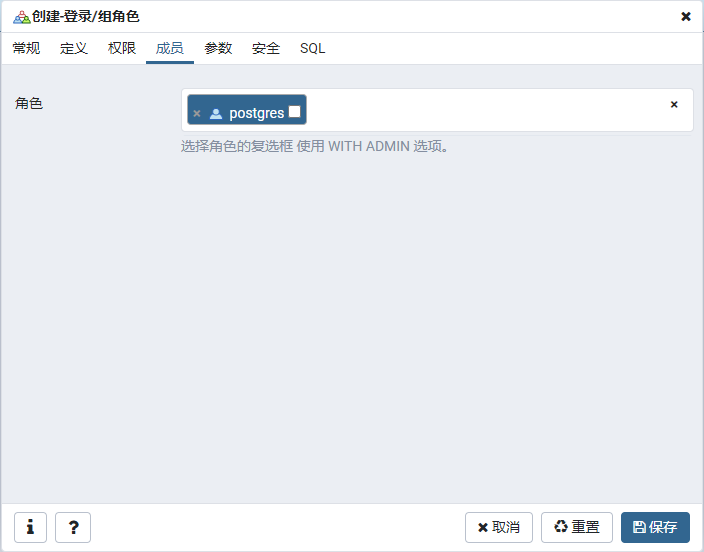 创建-登录/组角色
常规 定义 权限 成员 参数 安全 SQL
角色 postgres
选择角色的复选框 使用 WITH ADMIN 选项。
i ? 取消 重置 保存